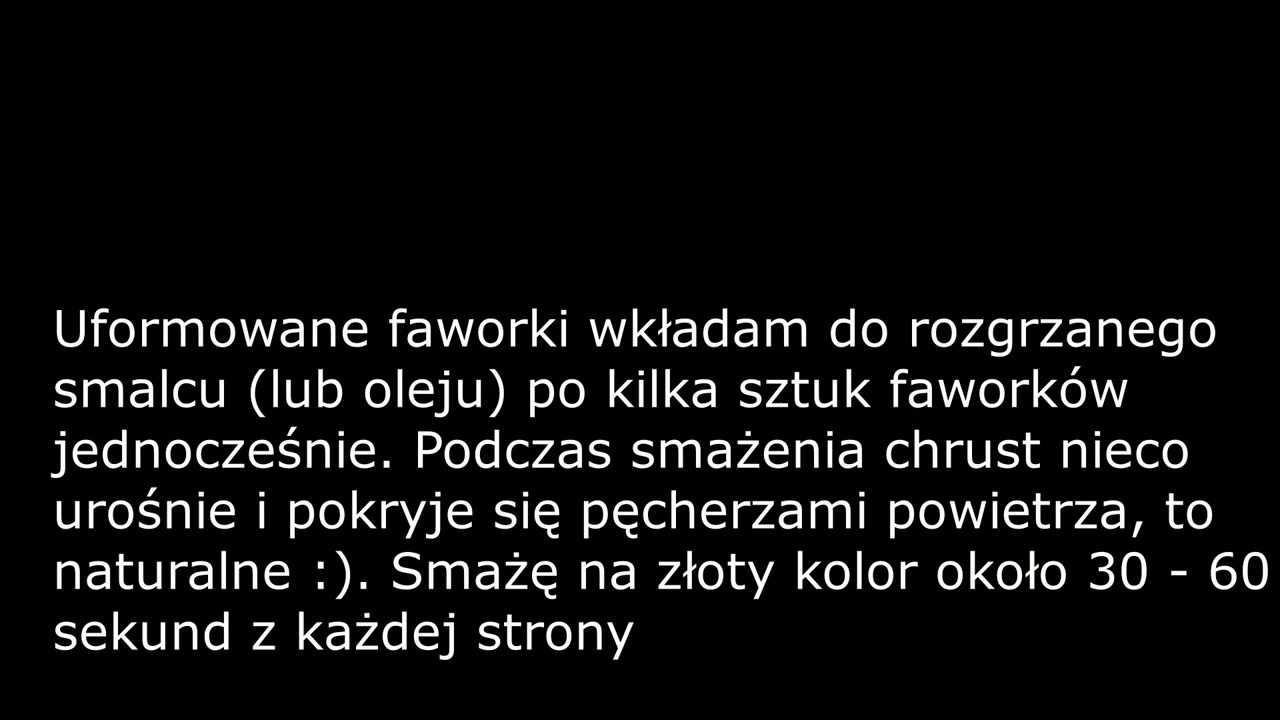 Uformowane faworki wkładam do rozgrzanego
smalcu (lub oleju) po kilka sztuk faworków
jednocześnie. Podczas smażenia chrust nieco
urośnie i pokryje się pęcherzami powietrza, to
naturalne :). Smażę na złoty kolor około 30 - 60
sekund z każdej strony